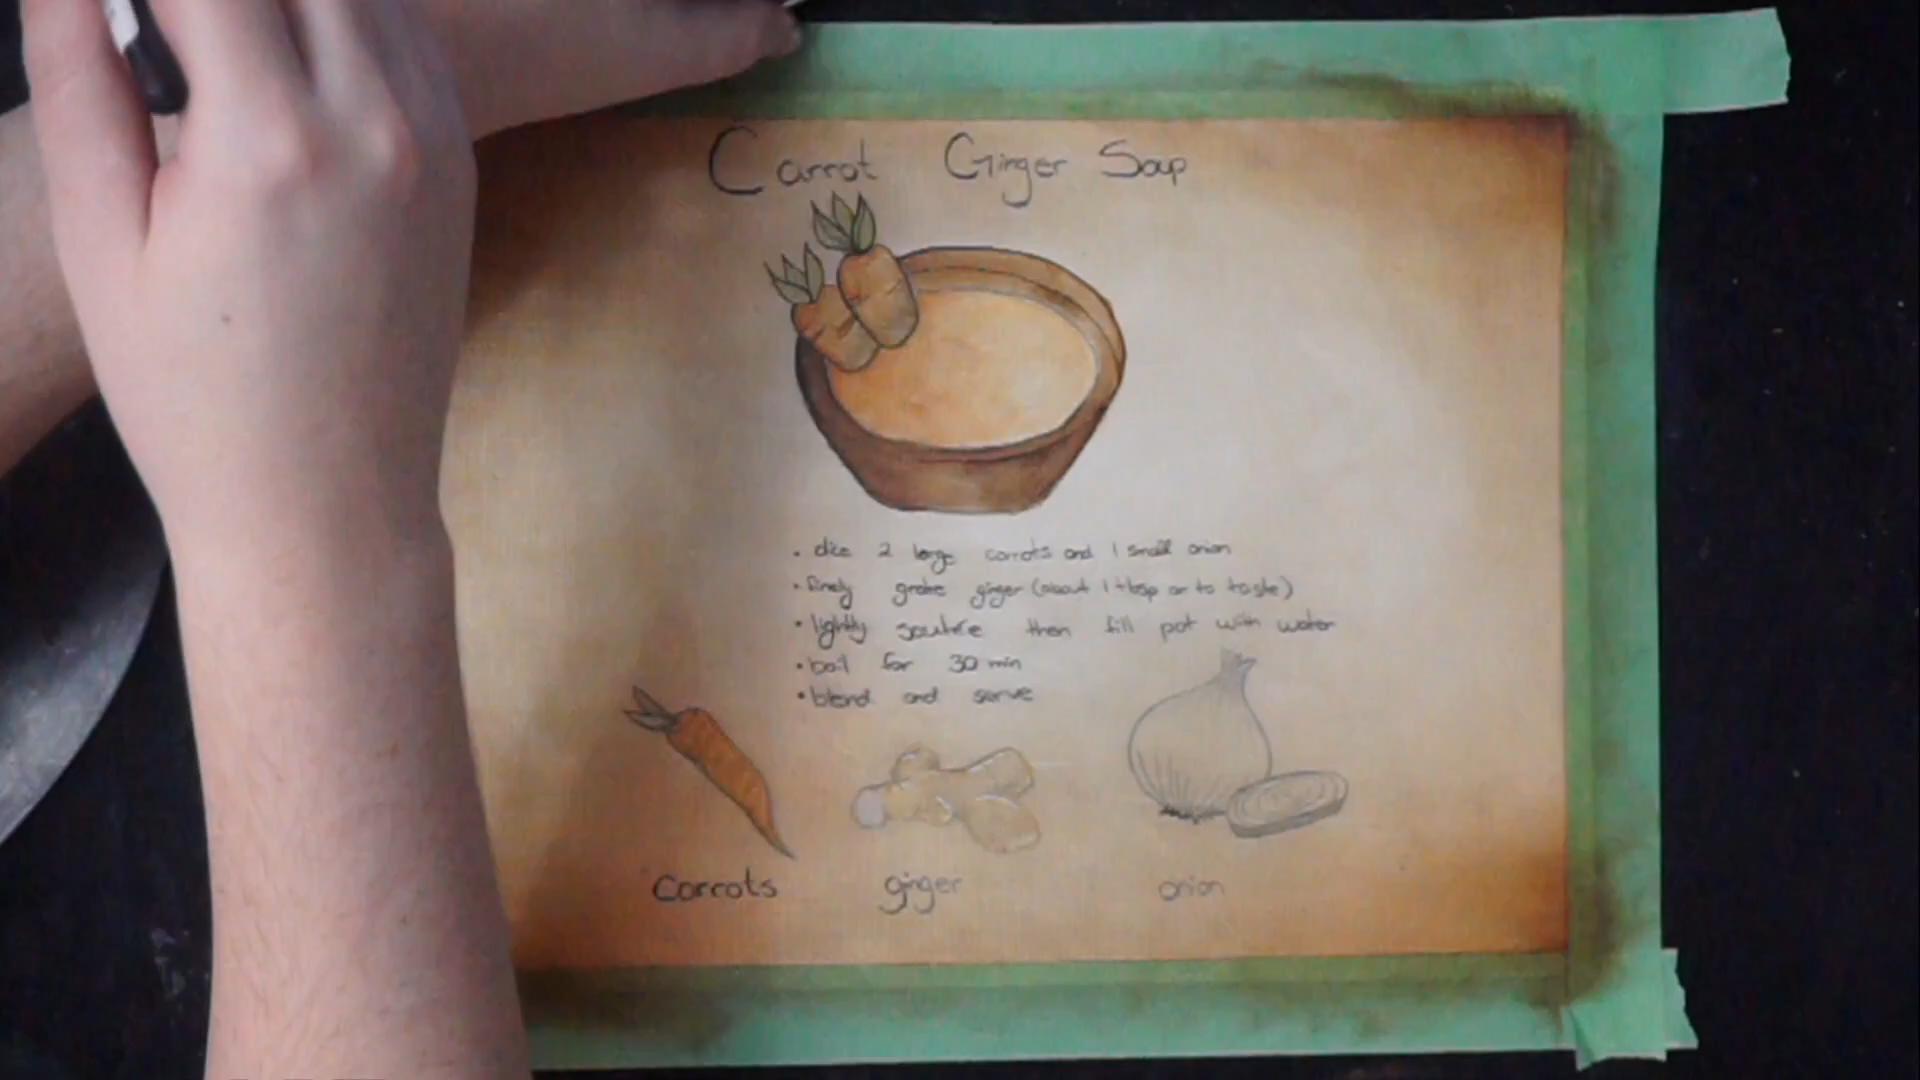 Carrot Ginger Soup
• dice 2 large carrots and 1 small onion
• finely grate ginger (about 1 tbsp or to taste)
• lightly sautée then fill pot with water
• boil for 30 min
• blend and serve
carrots ginger onion